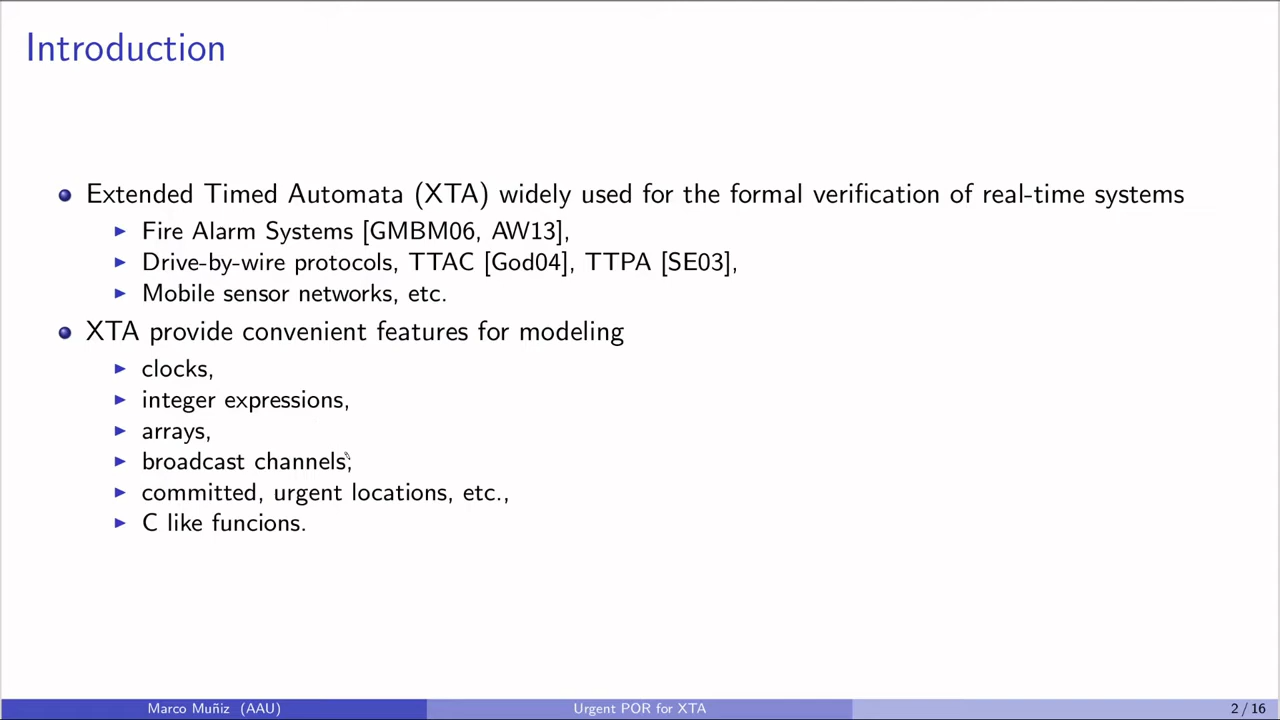 Introduction
Extended Timed Automata (XTA) widely used for the formal verification of real-time systems
Fire Alarm Systems [GMBM06, AW13],
Drive-by-wire protocols, TTAC [God04], TTPA [SE03],
Mobile sensor networks, etc.
XTA provide convenient features for modeling
clocks,
integer expressions,
arrays,
broadcast channels,
committed, urgent locations, etc.,
C like funcions.
Marco Muñiz (AAU)
Urgent POR for XTA
2 / 16